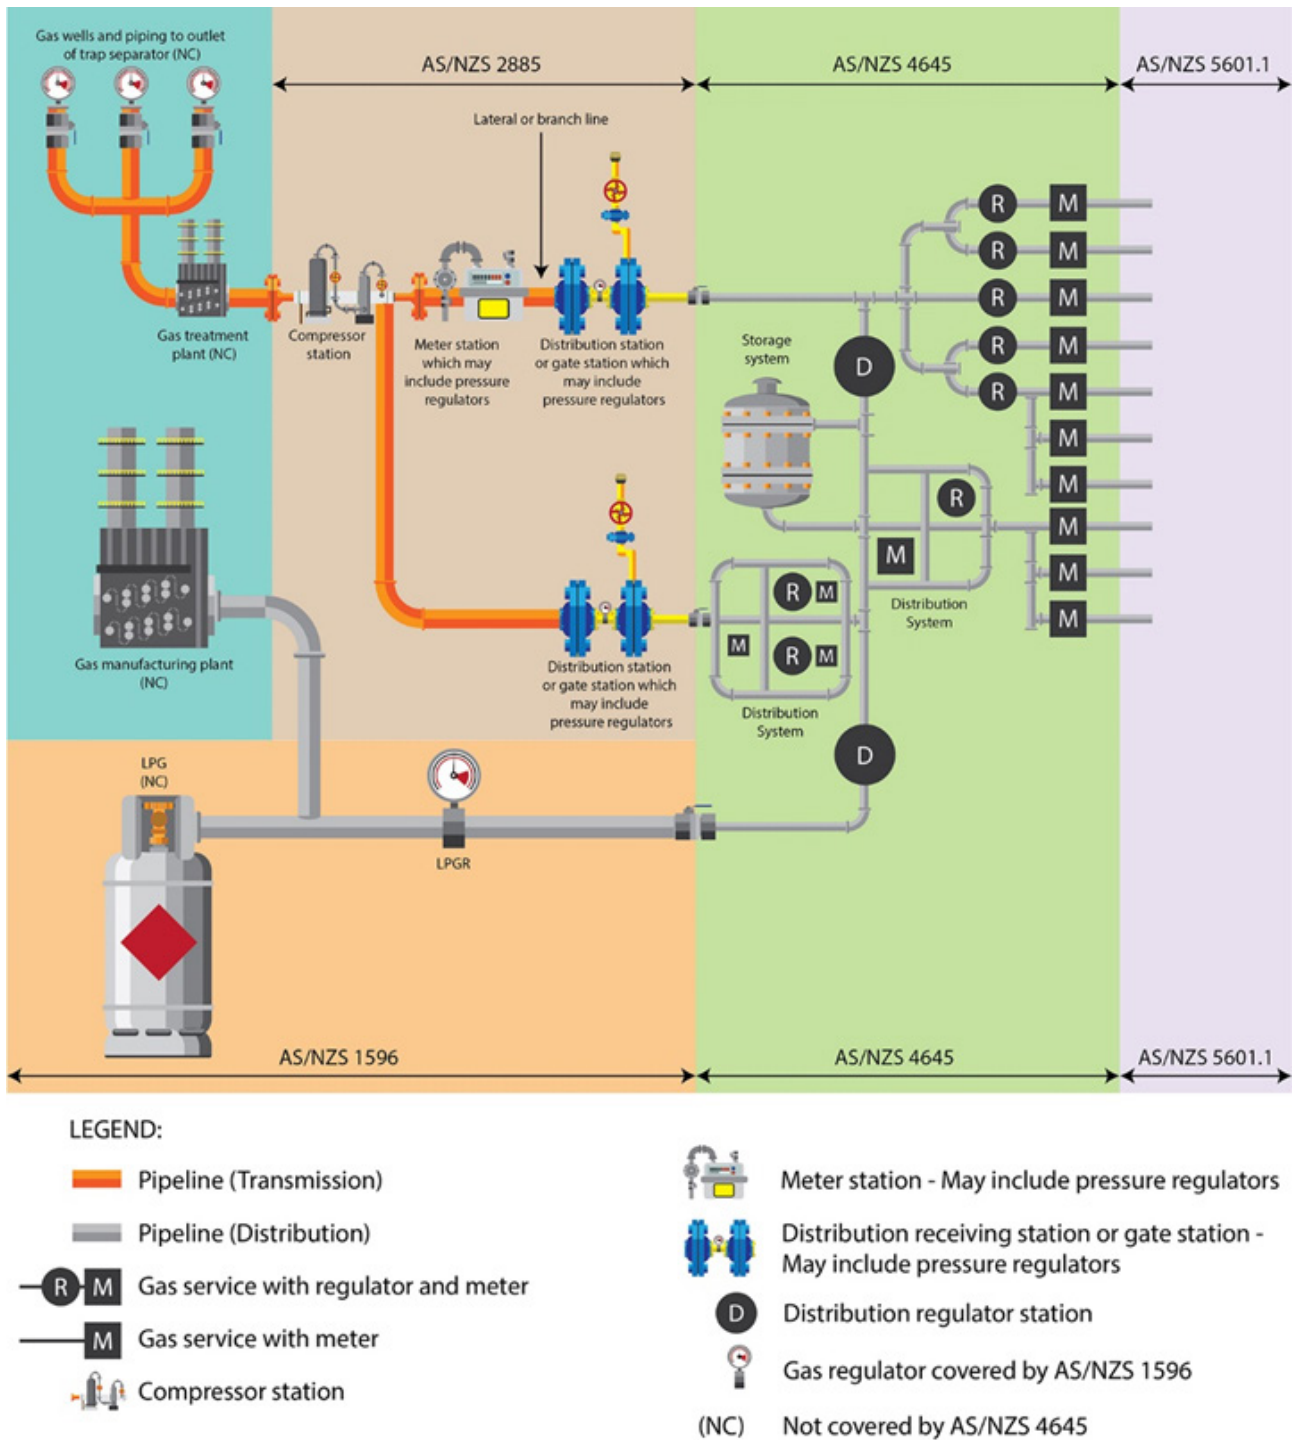 Gas wells and piping to outlet
of trap separator (NC)
AS/NZS 2885
AS/NZS 4645
AS/NZS 5601.1
Lateral or branch line
R M
R M
R M
R M
R M
M
M
M
M
M
Gas treatment
plant (NC)
Compressor
station
Meter station
which may
include pressure
regulators
Distribution station
or gate station which
may include
pressure regulators
Storage
system
D
R
M
Distribution
System
Gas manufacturing plant
(NC)
Distribution station
or gate station which
may include
pressure regulators
R M
M
R M
Distribution
System
D
LPG
(NC)
LPGR
AS/NZS 1596
AS/NZS 4645
AS/NZS 5601.1
LEGEND:
Pipeline (Transmission)
Pipeline (Distribution)
R M Gas service with regulator and meter
M Gas service with meter
Compressor station
Meter station - May include pressure regulators
Distribution receiving station or gate station -
May include pressure regulators
D Distribution regulator station
Gas regulator covered by AS/NZS 1596
(NC) Not covered by AS/NZS 4645